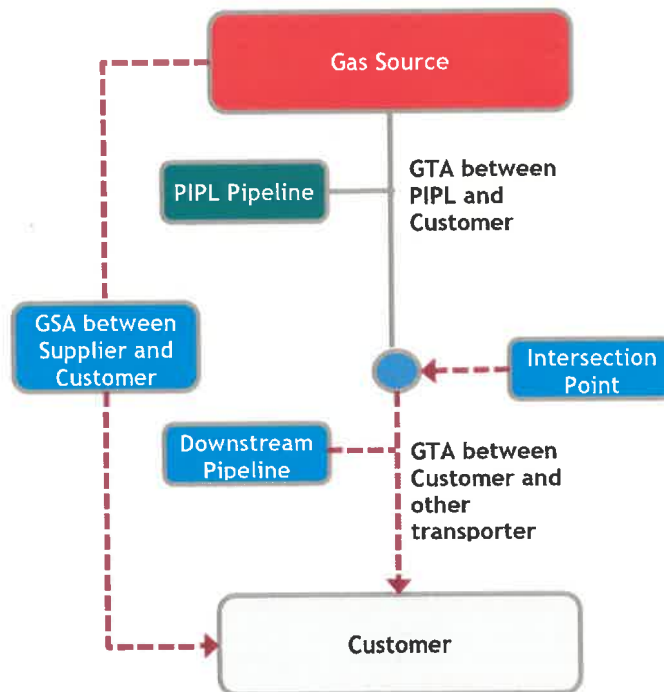 Gas Source
GTA between
PIPL and
Customer
PIPL Pipeline
GSA between
Supplier and
Customer
Intersection
Point
Downstream
Pipeline
GTA between
Customer and
other
transporter
Customer